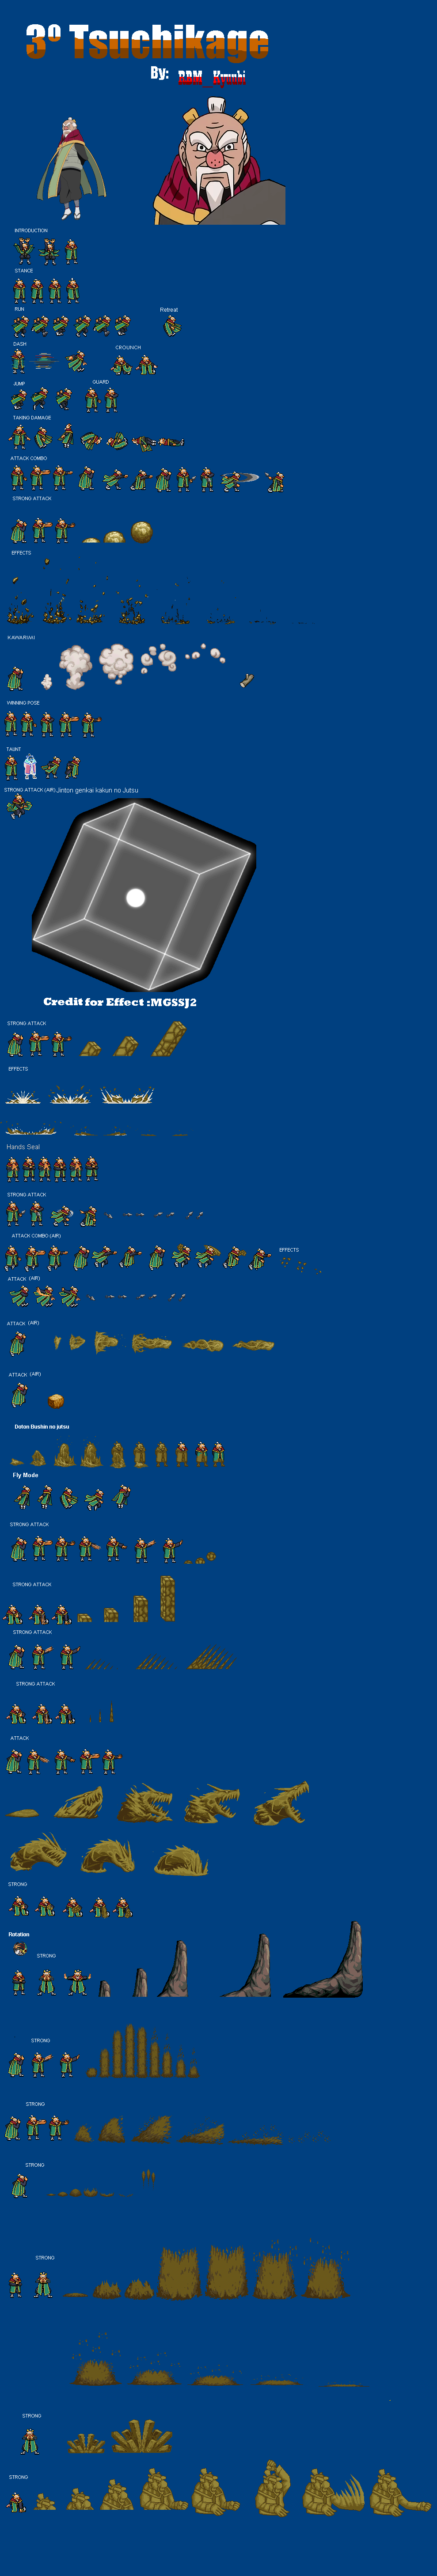 3º Tsuchikage
By: RBM_Kyuubi
INTRODUCTION
STANCE
RUN
Retreat
DASH
CROUNCH
JUMP
GUARD
TAKING DAMAGE
ATTACK COMBO
STRONG ATTACK
EFFECTS
KAWARIMI
WINNING POSE
TAUNT
STRONG ATTACK (AIR) Jinton genkai kakun no Jutsu
Credit for Effect :MGSSJ2
STRONG ATTACK
EFFECTS
Hands Seal
STRONG ATTACK
ATTACK COMBO (AIR)
EFFECTS
ATTACK (AIR)
ATTACK (AIR)
ATTACK (AIR)
Doton Bushin no jutsu
Fly Mode
STRONG ATTACK
STRONG ATTACK
STRONG ATTACK
STRONG ATTACK
ATTACK
STRONG
Rotation
STRONG
STRONG
STRONG
STRONG
STRONG
STRONG
STRONG